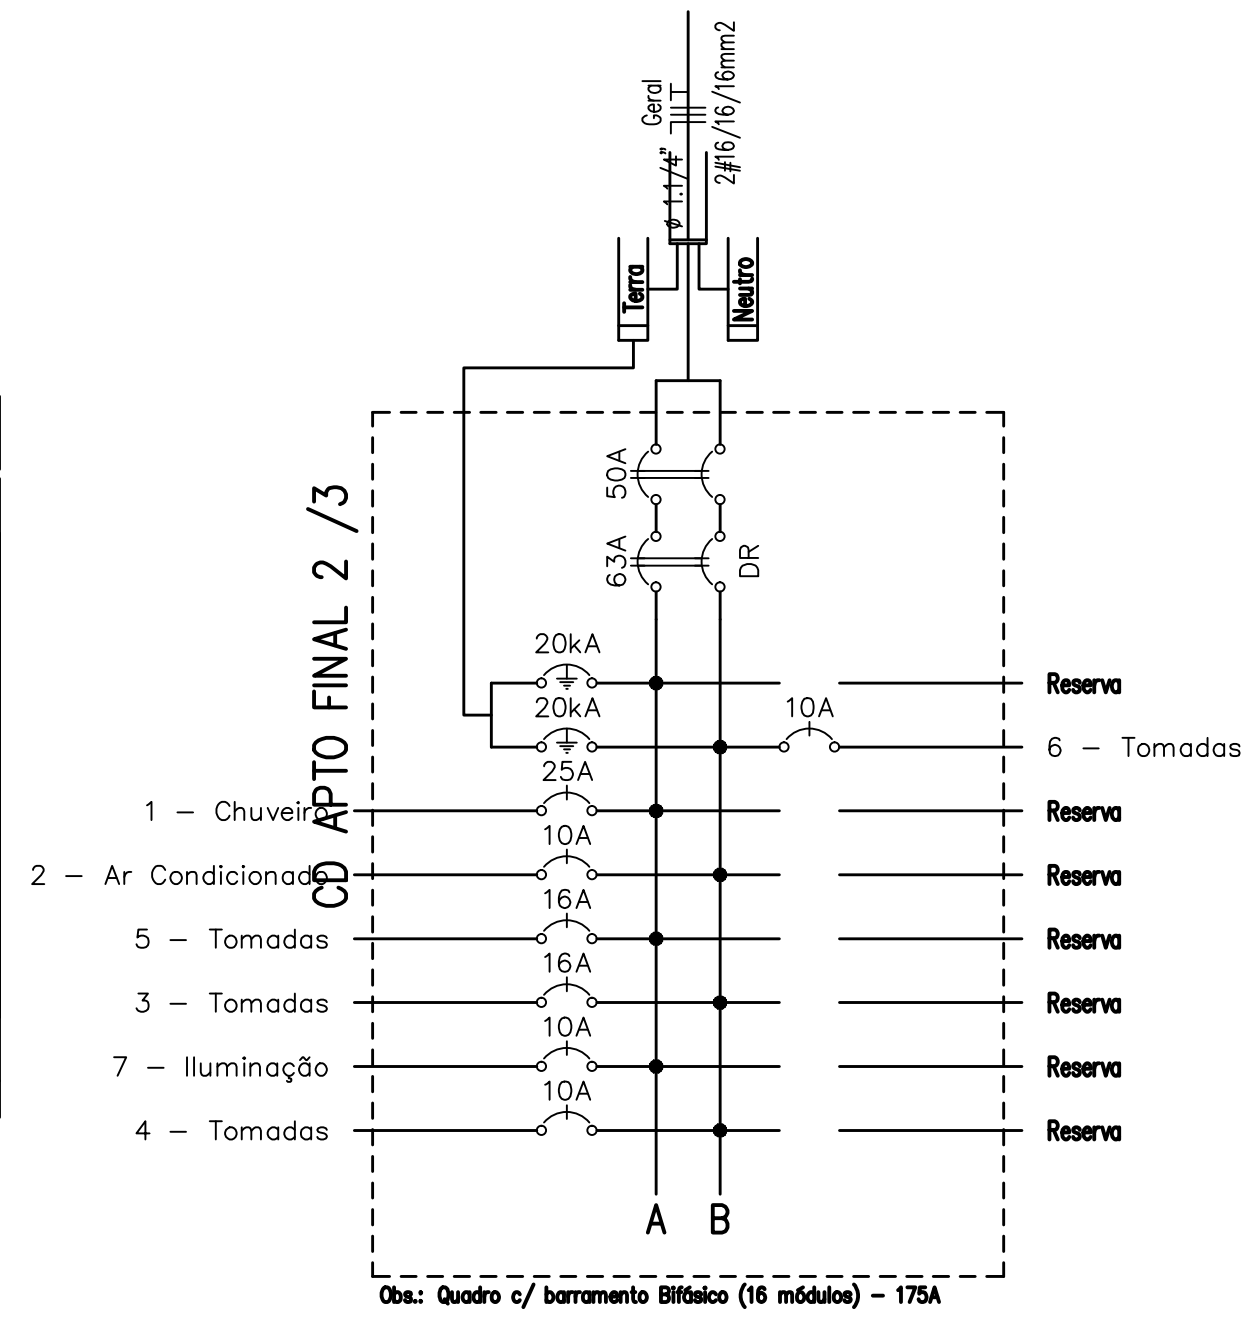 Geral
2#16/16/16mm2
ø 1.1/4"
Terra
Neutro
50A
63A
DR
CD APTO FINAL 2 /3
20kA
Reserva
20kA
10A
6 - Tomadas
25A
1 - Chuveiro
Reserva
10A
2 - Ar Condicionado
Reserva
16A
5 - Tomadas
Reserva
16A
3 - Tomadas
Reserva
10A
7 - Iluminação
Reserva
10A
4 - Tomadas
Reserva
A B
Obs.: Quadro c/ barramento Bifásico (16 módulos) - 175A